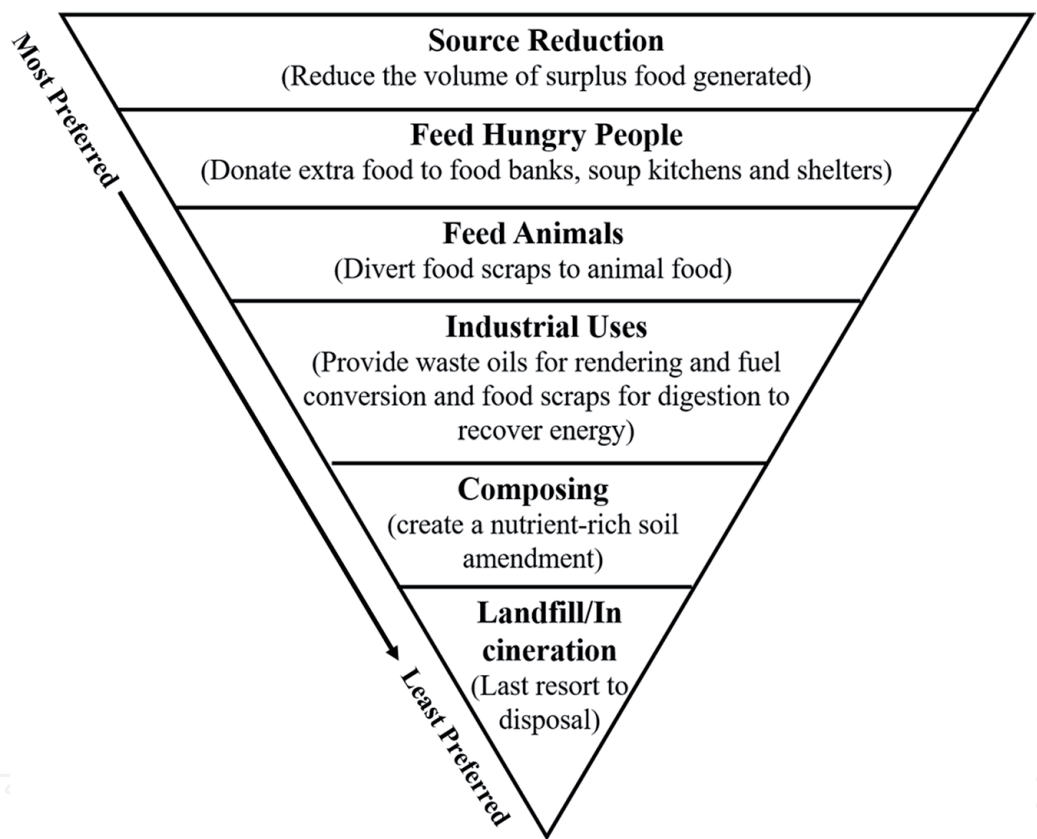 Source Reduction
(Reduce the volume of surplus food generated)
Most Preferred
Feed Hungry People
(Donate extra food to food banks, soup kitchens and shelters)
Feed Animals
(Divert food scraps to animal food)
Industrial Uses
(Provide waste oils for rendering and fuel
conversion and food scraps for digestion to
recover energy)
Composing
(create a nutrient-rich soil
amendment)
Landfill/In
cineration
(Last resort to
disposal)
Least Preferred